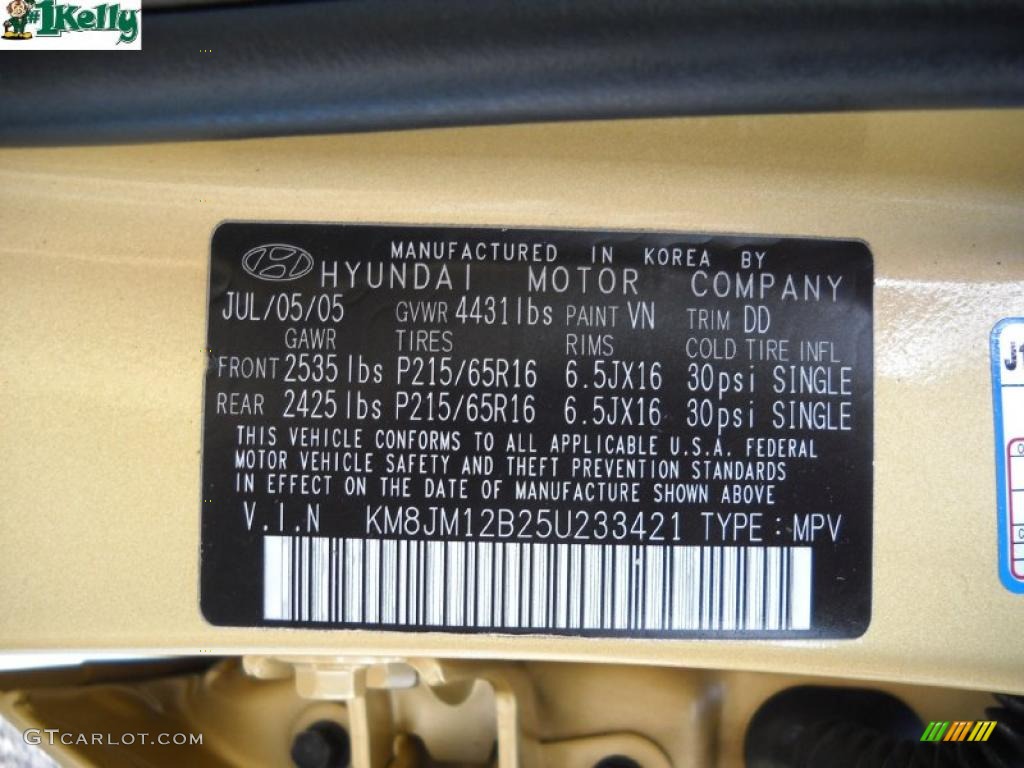 #1Kelly
MANUFACTURED IN KOREA BY
HYUNDAI MOTOR COMPANY
JUL/05/05 GVWR 4431lbs PAINT VN TRIM DD
GAWR TIRES RIMS COLD TIRE INFL
FRONT 2535 lbs P215/65R16 6.5JX16 30psi SINGLE
REAR 2425 lbs P215/65R16 6.5JX16 30psi SINGLE
THIS VEHICLE CONFORMS TO ALL APPLICABLE U.S.A. FEDERAL
MOTOR VEHICLE SAFETY AND THEFT PREVENTION STANDARDS
IN EFFECT ON THE DATE OF MANUFACTURE SHOWN ABOVE
V.I.N KM8JM12B25U233421 TYPE : MPV
GTCARLOT.COM